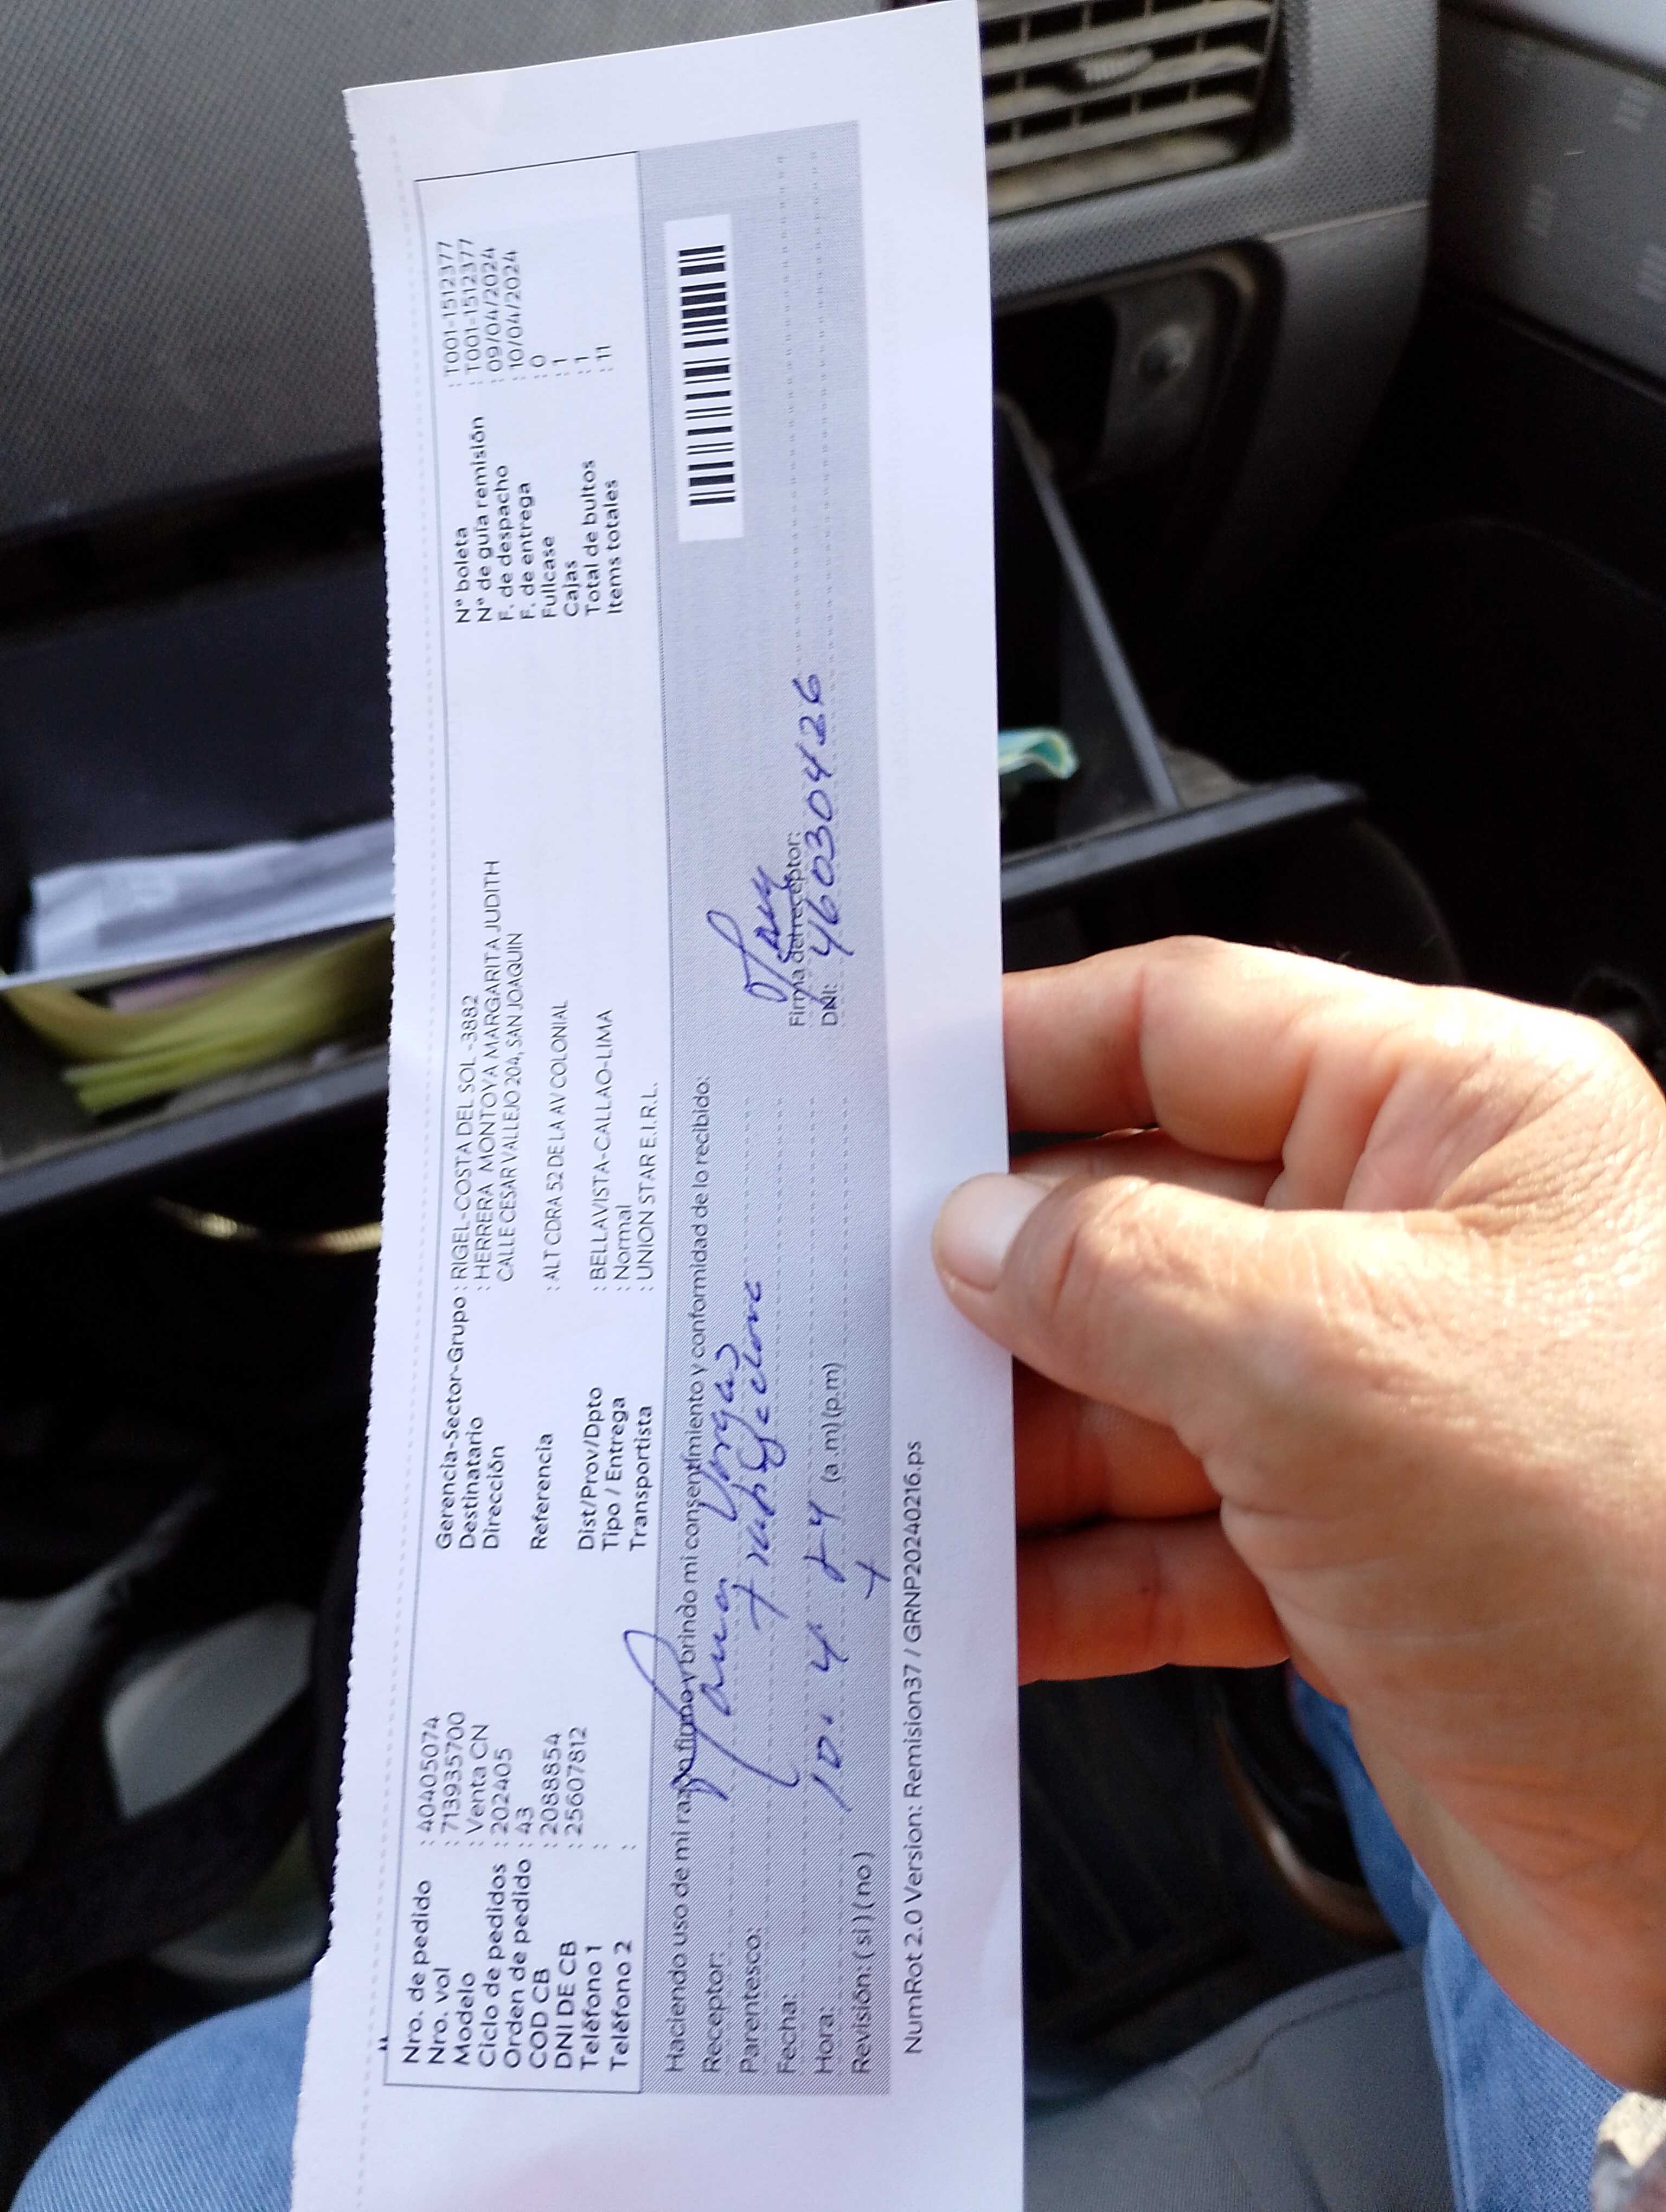 Nro. de pedido : 404405074
Nro. vol : 713935700
Modelo : Venta CN
Ciclo de pedidos : 202405
Orden de pedido : 43
COD CB : 2088854
DNI DE CB : 25607812
Teléfono 1 :
Teléfono 2 :
Gerencia-Sector-Grupo : RIGEL-COSTA DEL SOL -3882
Destinatario : HERRERA MONTOYA MARGARITA JUDITH
Dirección CALLE CESAR VALLEJO 204, SAN JOAQUIN
Referencia : ALT CDRA 52 DE LA AV COLONIAL
Dist/Prov/Dpto : BELLAVISTA-CALLAO-LIMA
Tipo / Entrega : Normal
Transportista : UNION STAR E.I.R.L.
N° boleta : T001-1512377
N° de guía remisión : T001-1512377
F. de despacho : 09/04/2024
F. de entrega : 10/04/2024
Fullcase : 0
Cajas : 1
Total de bultos : 1
Items totales : 11
Haciendo uso de mi razón firmo y brindo mi consentimiento y conformidad de lo recibido:
Receptor: Vargas
Parentesco:
Fecha: 10. 4
Hora: (a.m) (p.m)
Revisión: ( si ) ( no )
Firma del receptor:
DNI: 46030426
NumRot 2.0 Version: Remision37 / GRNP20240216.ps